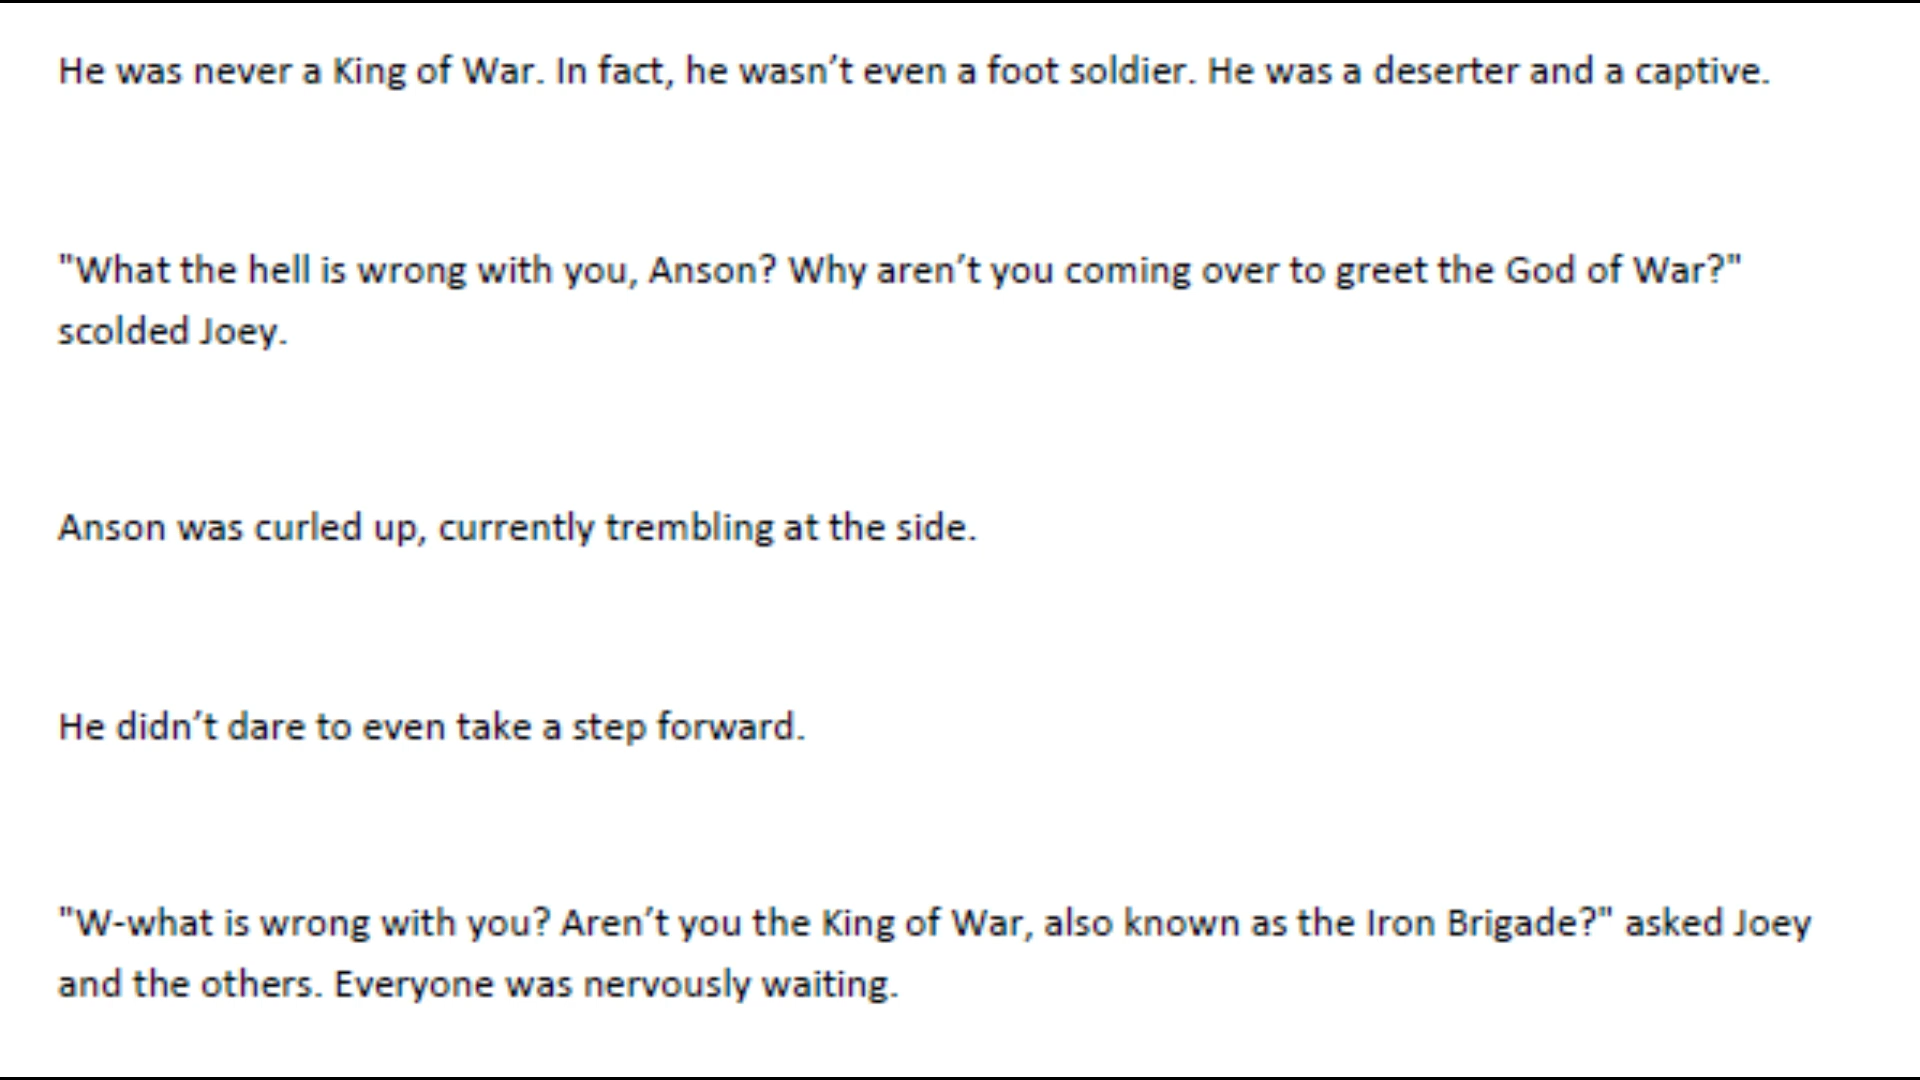 He was never a King of War. In fact, he wasn’t even a foot soldier. He was a deserter and a captive.
"What the hell is wrong with you, Anson? Why aren’t you coming over to greet the God of War?"
scolded Joey.
Anson was curled up, currently trembling at the side.
He didn’t dare to even take a step forward.
"W-what is wrong with you? Aren’t you the King of War, also known as the Iron Brigade?" asked Joey
and the others. Everyone was nervously waiting.